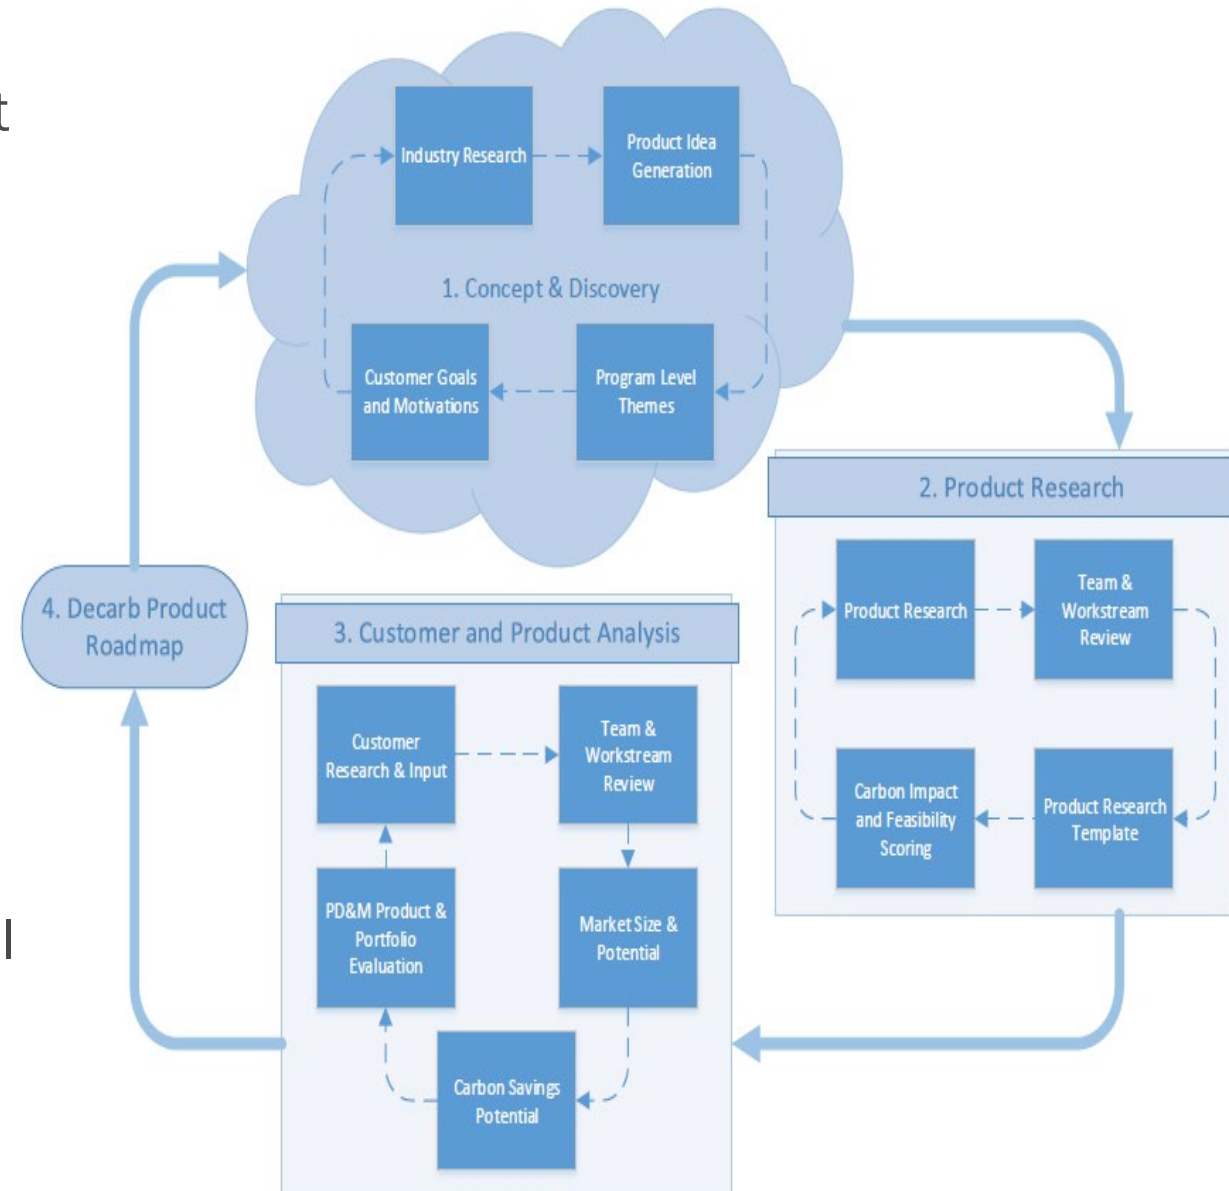 t
Industry Research
Product Idea
Generation
1. Concept & Discovery
Customer Goals
and Motivations
Program Level
Themes
2. Product Research
Product Research
Team &
Workstream
Review
Carbon Impact
and Feasibility
Scoring
Product Research
Template
4. Decarb Product
Roadmap
3. Customer and Product Analysis
Customer
Research & Input
Team &
Workstream
Review
PD&M Product &
Portfolio
Evaluation
Market Size &
Potential
Carbon Savings
Potential